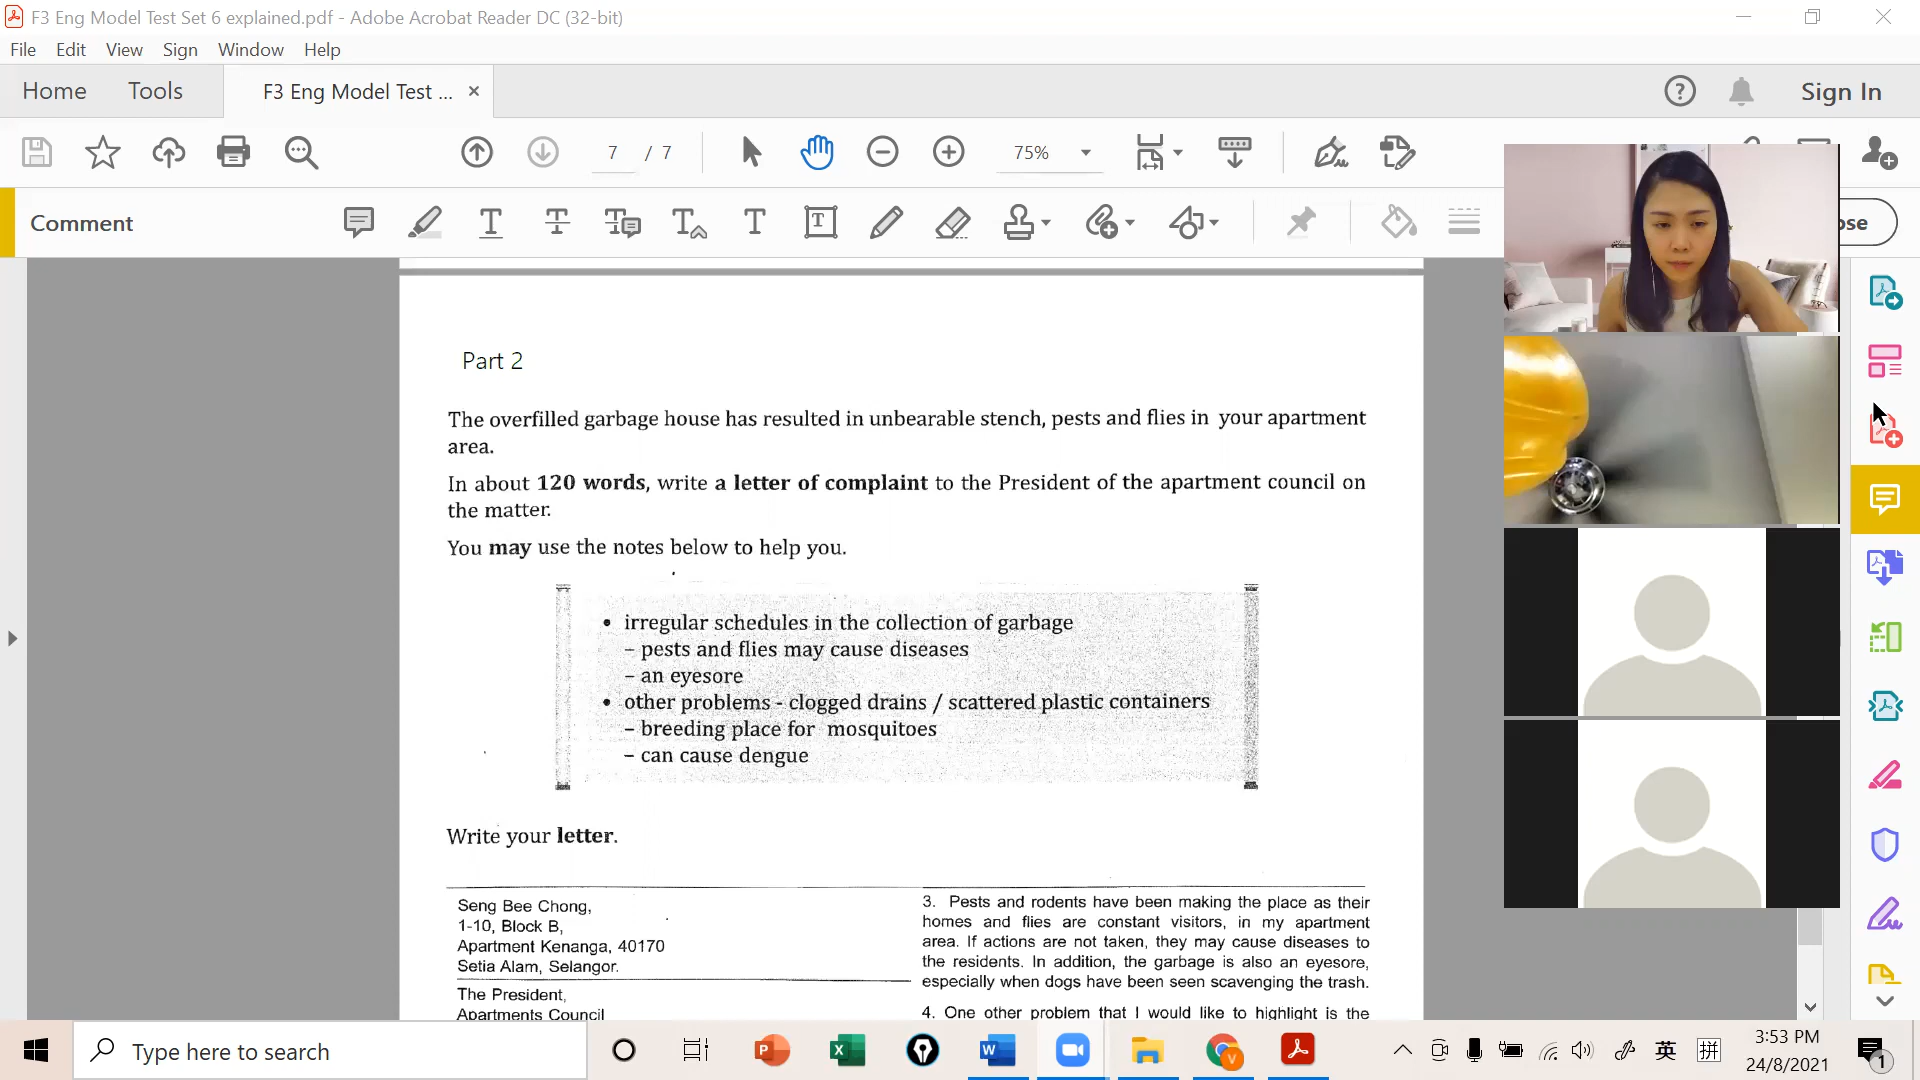 F3 Eng Model Test Set 6 explained.pdf - Adobe Acrobat Reader DC (32-bit)
File Edit View Sign Window Help
Home Tools F3 Eng Model Test ... × Sign In
7 / 7 75%
Comment
Part 2
The overfilled garbage house has resulted in unbearable stench, pests and flies in your apartment
area.
In about 120 words, write a letter of complaint to the President of the apartment council on
the matter.
You may use the notes below to help you.
• irregular schedules in the collection of garbage
– pests and flies may cause diseases
– an eyesore
• other problems - clogged drains / scattered plastic containers
– breeding place for mosquitoes
– can cause dengue
Write your letter.
Seng Bee Chong,
1-10, Block B,
Apartment Kenanga, 40170
Setia Alam, Selangor.
The President,
Apartments Council
3. Pests and rodents have been making the place as their
homes and flies are constant visitors, in my apartment
area. If actions are not taken, they may cause diseases to
the residents. In addition, the garbage is also an eyesore,
especially when dogs have been seen scavenging the trash.
4. One other problem that I would like to highlight is the
Type here to search
英 拼
3:53 PM
24/8/2021
1